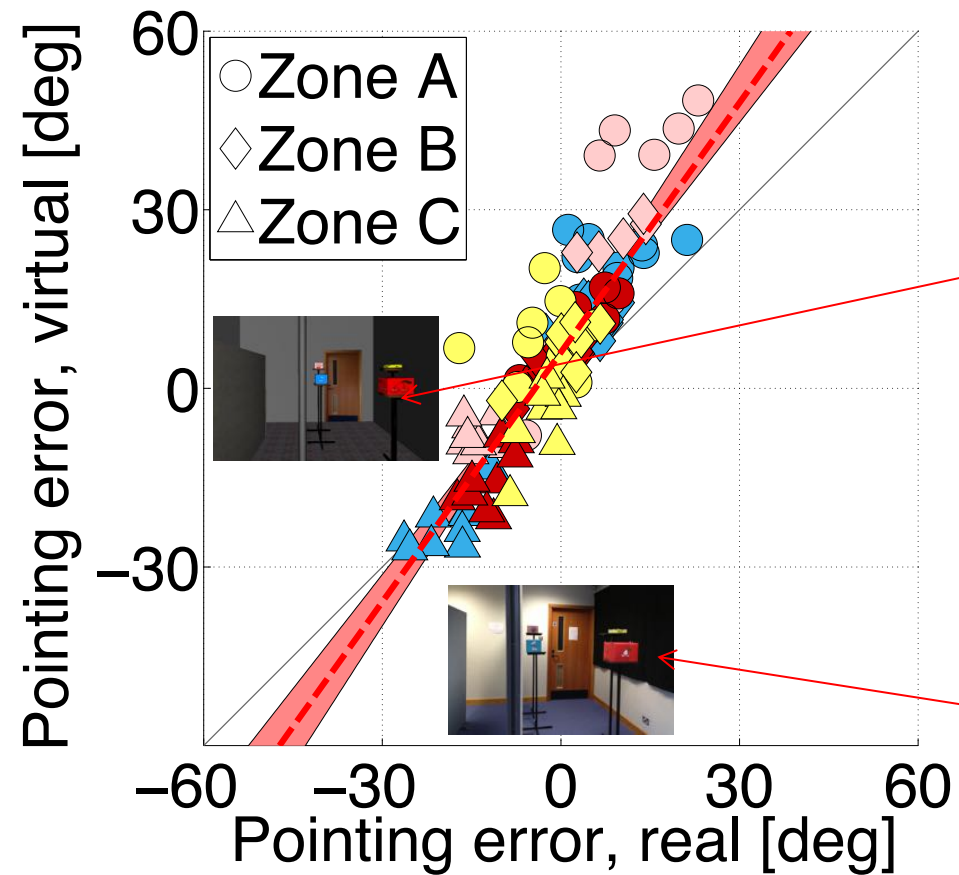 60
30
0
−30
Pointing error, virtual [deg]
Zone A
Zone B
Zone C
−60
−30
0
30
60
Pointing error, real [deg]